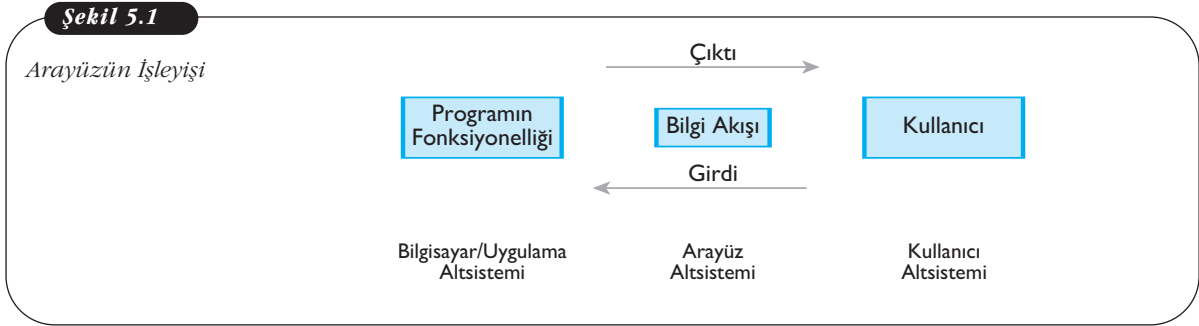 Şekil 5.1
Arayüzün İşleyişi
Çıktı
Programın
Fonksiyonelliği
Bilgi Akışı
Kullanıcı
Girdi
Bilgisayar/Uygulama
Altsistemi
Arayüz
Altsistemi
Kullanıcı
Altsistemi